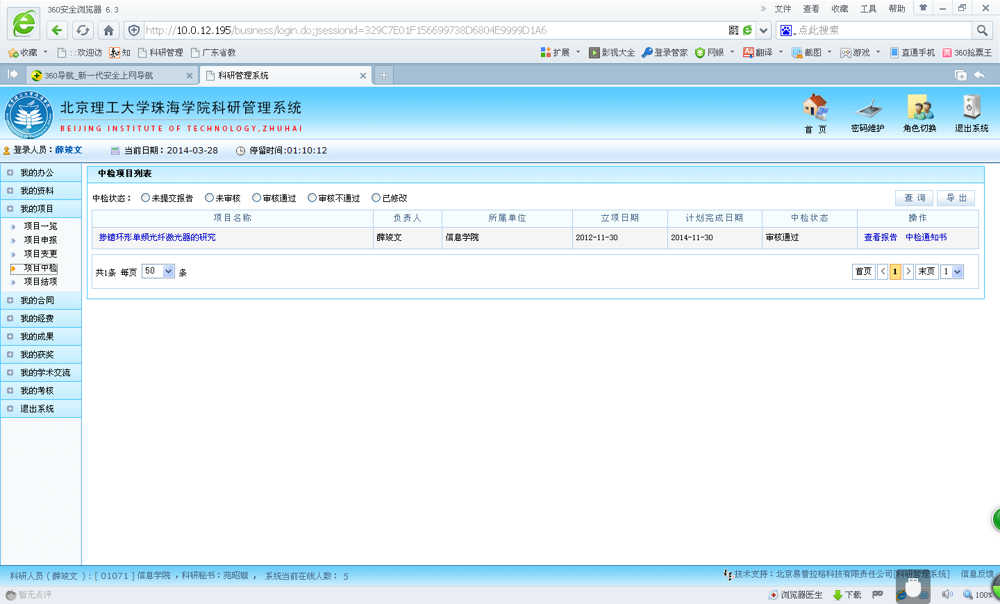 360安全浏览器 6.3
» 文件 查看 收藏 工具 帮助
http://10.0.12.195/business/login.do;jsessionid=329C7E01F156699738D6804E9999D1A6
点此搜索
收藏 ::欢迎访 知 科研管理 广东省教
扩展 影视大全 登录管家 网银 翻译 截图 游戏 直通手机 360抢票王
360导航_新一代安全上网导航
科研管理系统
北京理工大学珠海学院科研管理系统
BEIJING INSTITUTE OF TECHNOLOGY,ZHUHAI
首 页 密码维护 角色切换 退出系统
登录人员：薛竣文 当前日期：2014-03-28 停留时间:01:10:12
我的办公
我的资料
我的项目
项目一览
项目申报
项目变更
项目中检
项目结项
我的合同
我的经费
我的成果
我的获奖
我的学术交流
我的考核
退出系统
中检项目列表
中检状态： 未提交报告 未审核 审核通过 审核不通过 已修改
查 询 导 出
项目名称 负责人 所属单位 立项日期 计划完成日期 中检状态 操作
掺镱环形单频光纤激光器的研究 薛竣文 信息学院 2012-11-30 2014-11-30 审核通过 查看报告 中检通知书
共1条 每页 50 条
首页 < 1 > 末页 1
科研人员（薛竣文）：[ 01071 ] 信息学院 ，科研秘书：苑昭璇 ， 系统当前在线人数： 5
技术支持：北京易普拉格科技有限责任公司[科研管理系统] 信息反馈
暂无点评
浏览器医生 下载 100%